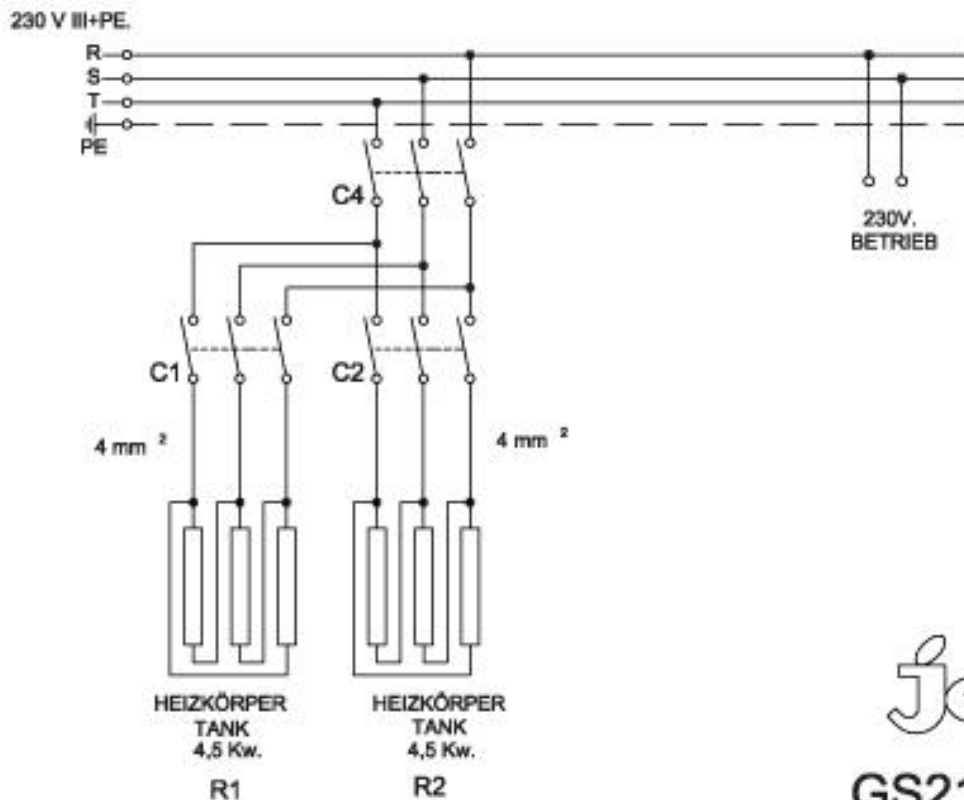 230 V III+PE.
R
S
T
PE
C4
230V.
BETRIEB
C1
C2
4 mm ²
4 mm ²
HEIZKÖRPER
TANK
4,5 Kw.
R1
HEIZKÖRPER
TANK
4,5 Kw.
R2